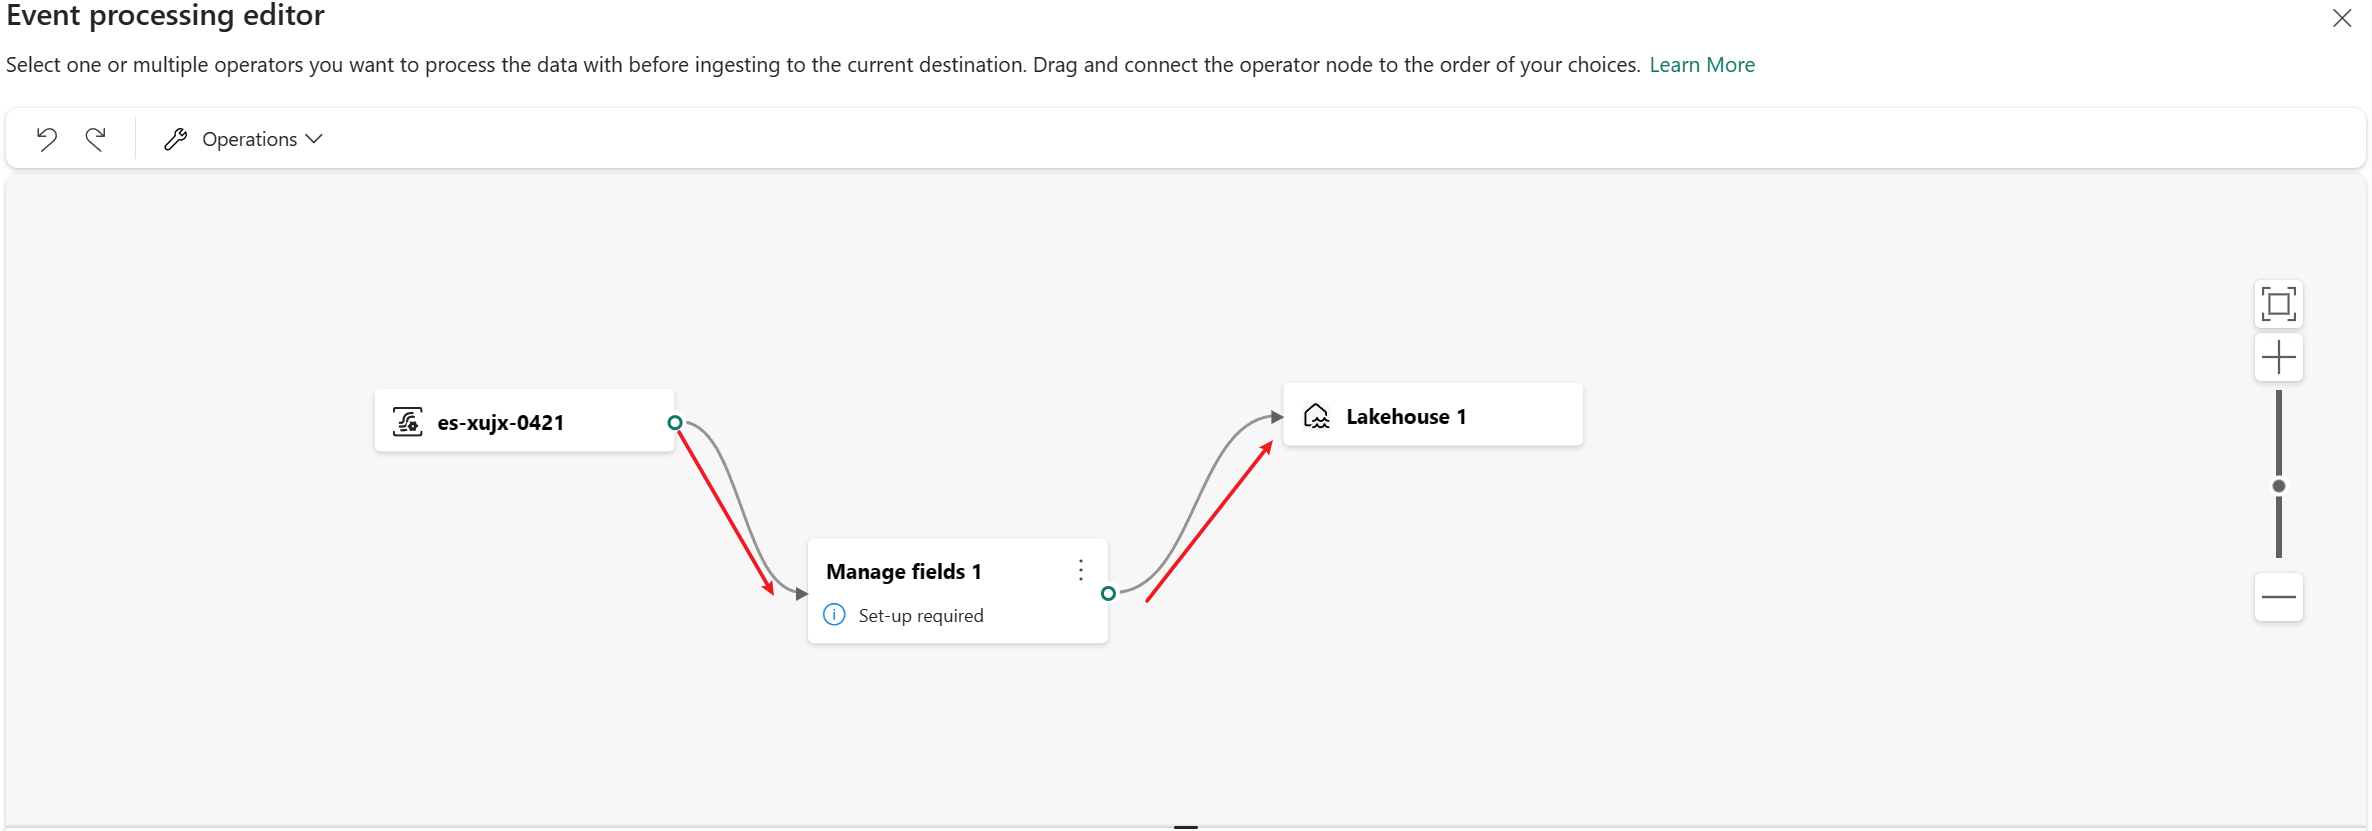 Event processing editor
Select one or multiple operators you want to process the data with before ingesting to the current destination. Drag and connect the operator node to the order of your choices. Learn More
Operations
es-xujx-0421
Lakehouse 1
Manage fields 1
Set-up required